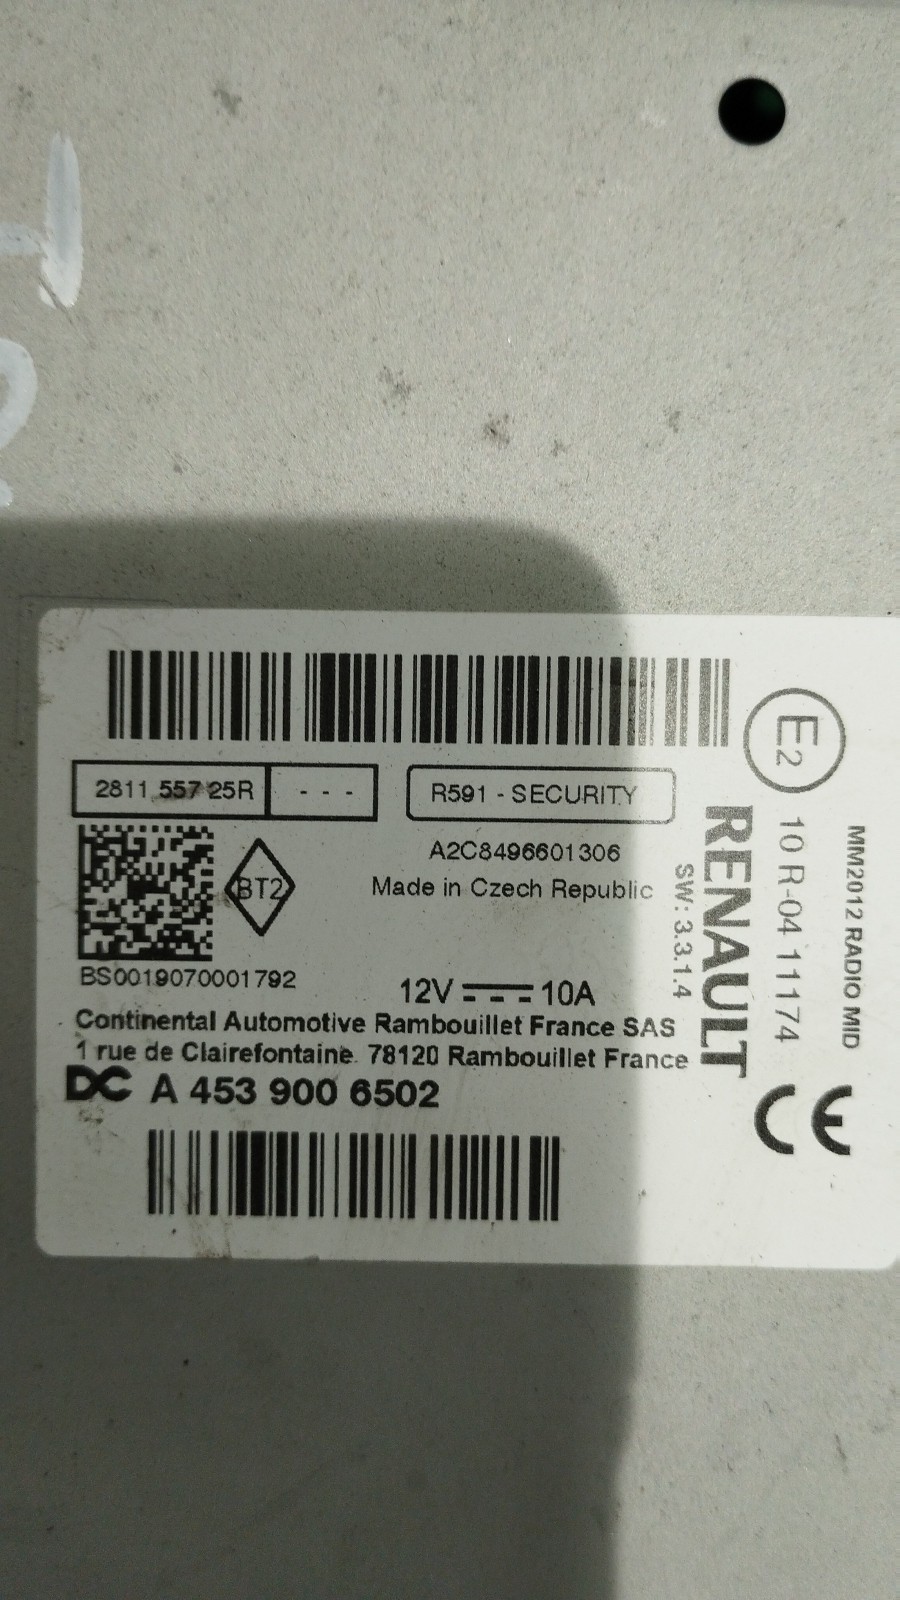 2811 557 25R
- - -
R591 - SECURITY
A2C8496601306
BT2
Made in Czech Republic
BS0019070001792
12V 10A
Continental Automotive Rambouillet France SAS
1 rue de Clairefontaine 78120 Rambouillet France
DC A 453 900 6502
SW: 3.3.1.4
RENAULT
E2
10 R-04 11174
CE
MM2012 RADIO MID